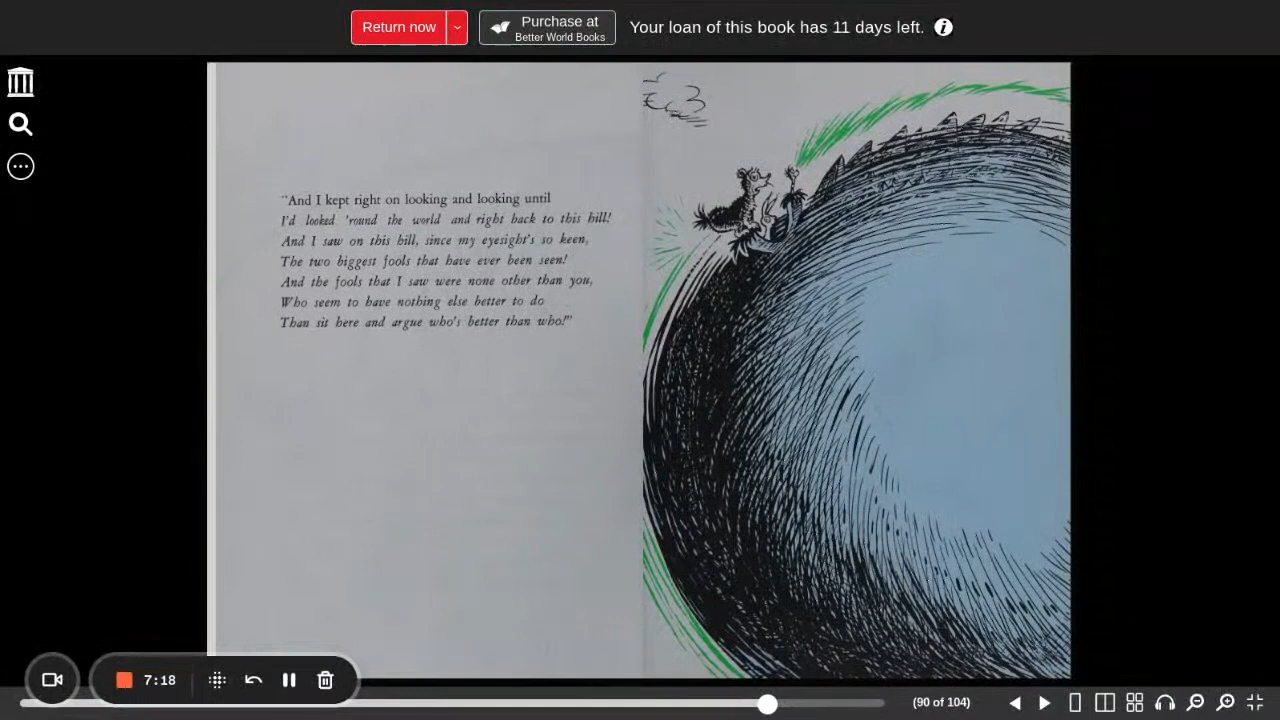 Return now
Purchase at
Better World Books
Your loan of this book has 11 days left.
"And I kept right on looking and looking until
I'd looked 'round the world and right back to this hill!
And I saw on this hill, since my eyesight's so keen,
The two biggest fools that have ever been seen!
And the fools that I saw were none other than you,
Who seem to have nothing else better to do
Than sit here and argue who's better than who!"
7:18
(90 of 104)